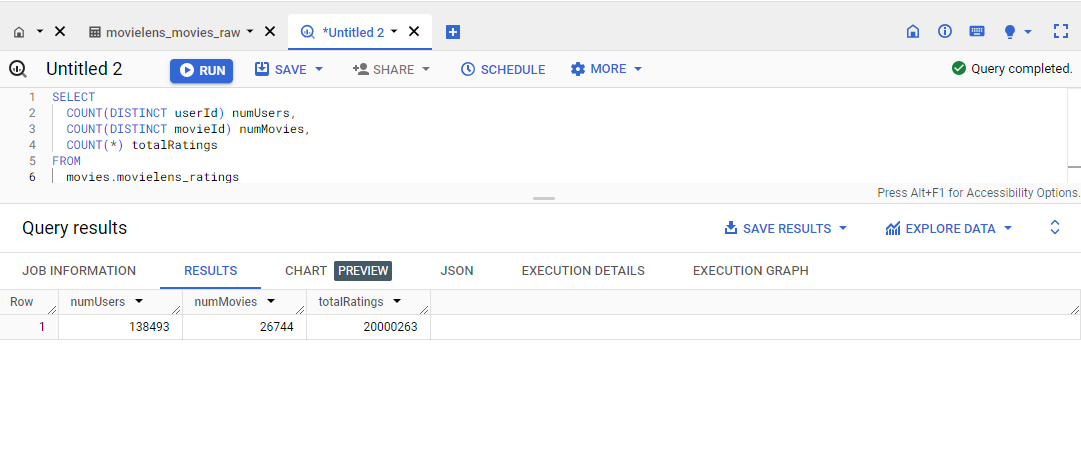 movielens_movies_raw *Untitled 2
Untitled 2 RUN SAVE SHARE SCHEDULE MORE Query completed.
1 SELECT
2 COUNT(DISTINCT userId) numUsers,
3 COUNT(DISTINCT movieId) numMovies,
4 COUNT(*) totalRatings
5 FROM
6 movies.movielens_ratings
Press Alt+F1 for Accessibility Options.
Query results SAVE RESULTS EXPLORE DATA
JOB INFORMATION RESULTS CHART PREVIEW JSON EXECUTION DETAILS EXECUTION GRAPH
Row numUsers numMovies totalRatings
1 138493 26744 20000263